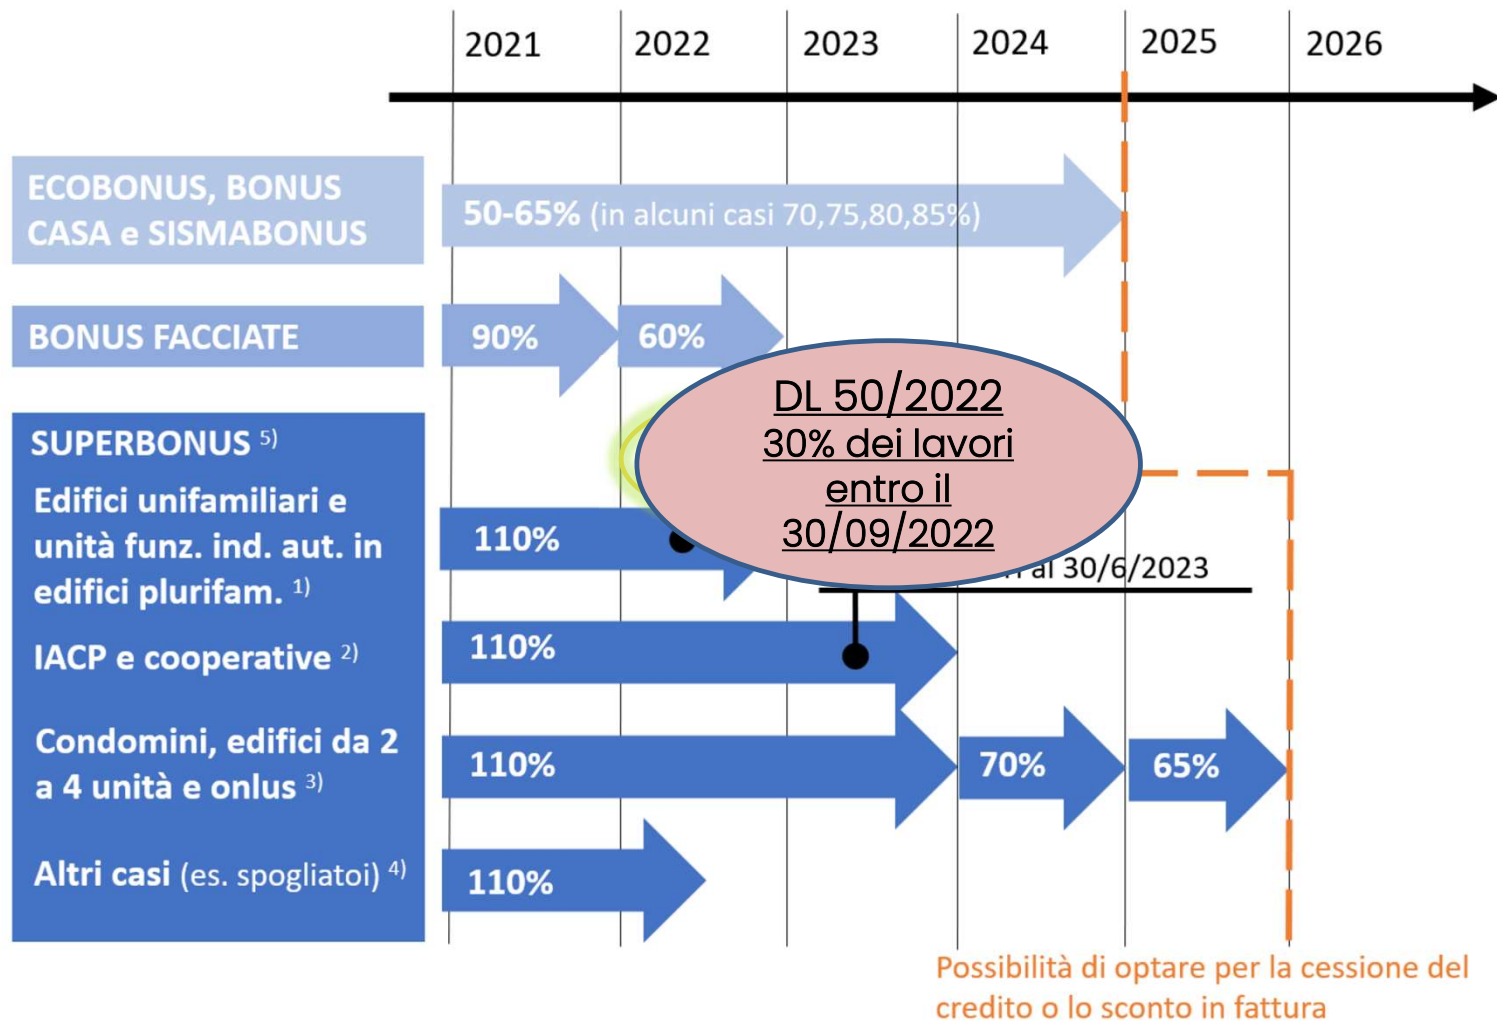 2021 2022 2023 2024 2025 2026
ECOBONUS, BONUS
CASA e SISMABONUS
50-65% (in alcuni casi 70,75,80,85%)
BONUS FACCIATE
90% 60%
DL 50/2022
30% dei lavori
entro il
30/09/2022
SUPERBONUS 5)
Edifici unifamiliari e
unità funz. ind. aut. in
edifici plurifam. 1)
110%
al 30/6/2023
IACP e cooperative 2)
110%
Condomini, edifici da 2
a 4 unità e onlus 3)
110% 70% 65%
Altri casi (es. spogliatoi) 4)
110%
Possibilità di optare per la cessione del
credito o lo sconto in fattura